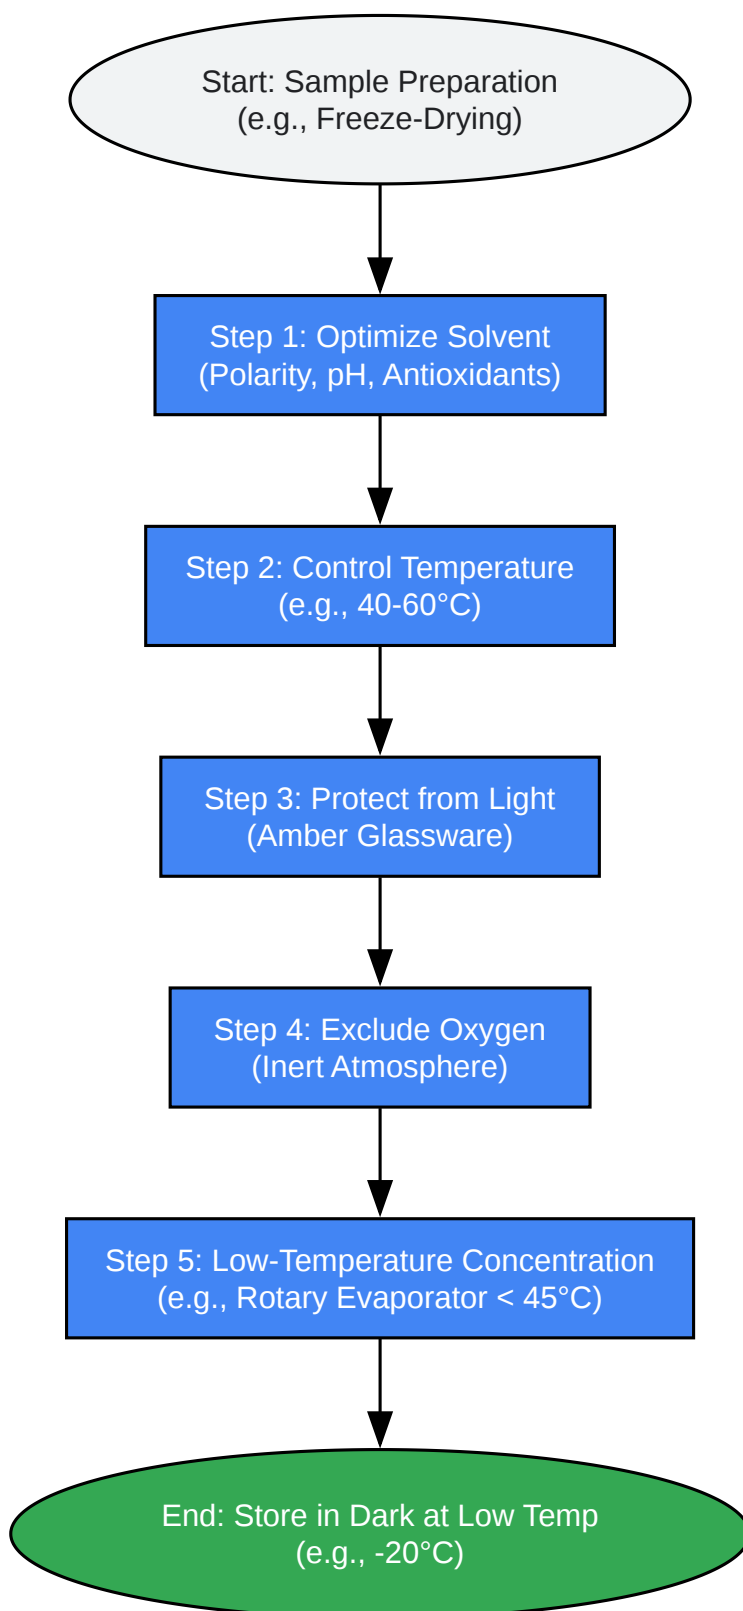 Start: Sample Preparation
(e.g., Freeze-Drying)
Step 1: Optimize Solvent
(Polarity, pH, Antioxidants)
Step 2: Control Temperature
(e.g., 40-60°C)
Step 3: Protect from Light
(Amber Glassware)
Step 4: Exclude Oxygen
(Inert Atmosphere)
Step 5: Low-Temperature Concentration
(e.g., Rotary Evaporator < 45°C)
End: Store in Dark at Low Temp
(e.g., -20°C)